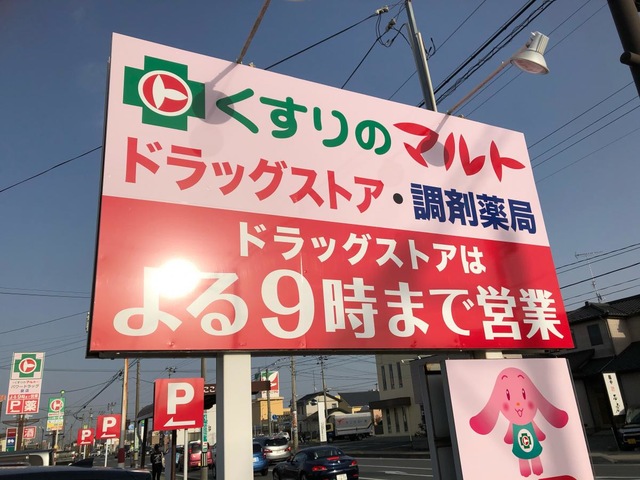 くすりのマルト
ドラッグストア・調剤薬局
ドラッグストアは
よる9時まで営業
P
P
P